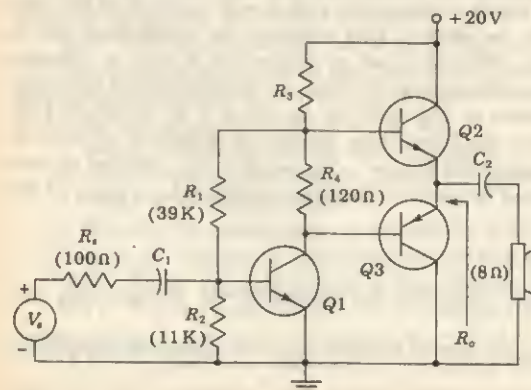 +20V
R3
Q2
C2
R1
(39K)
R4
(120Ω)
Rs
(100Ω)
C1
Q3
(8Ω)
Vs
+
-
R2
(11K)
Q1
Ro